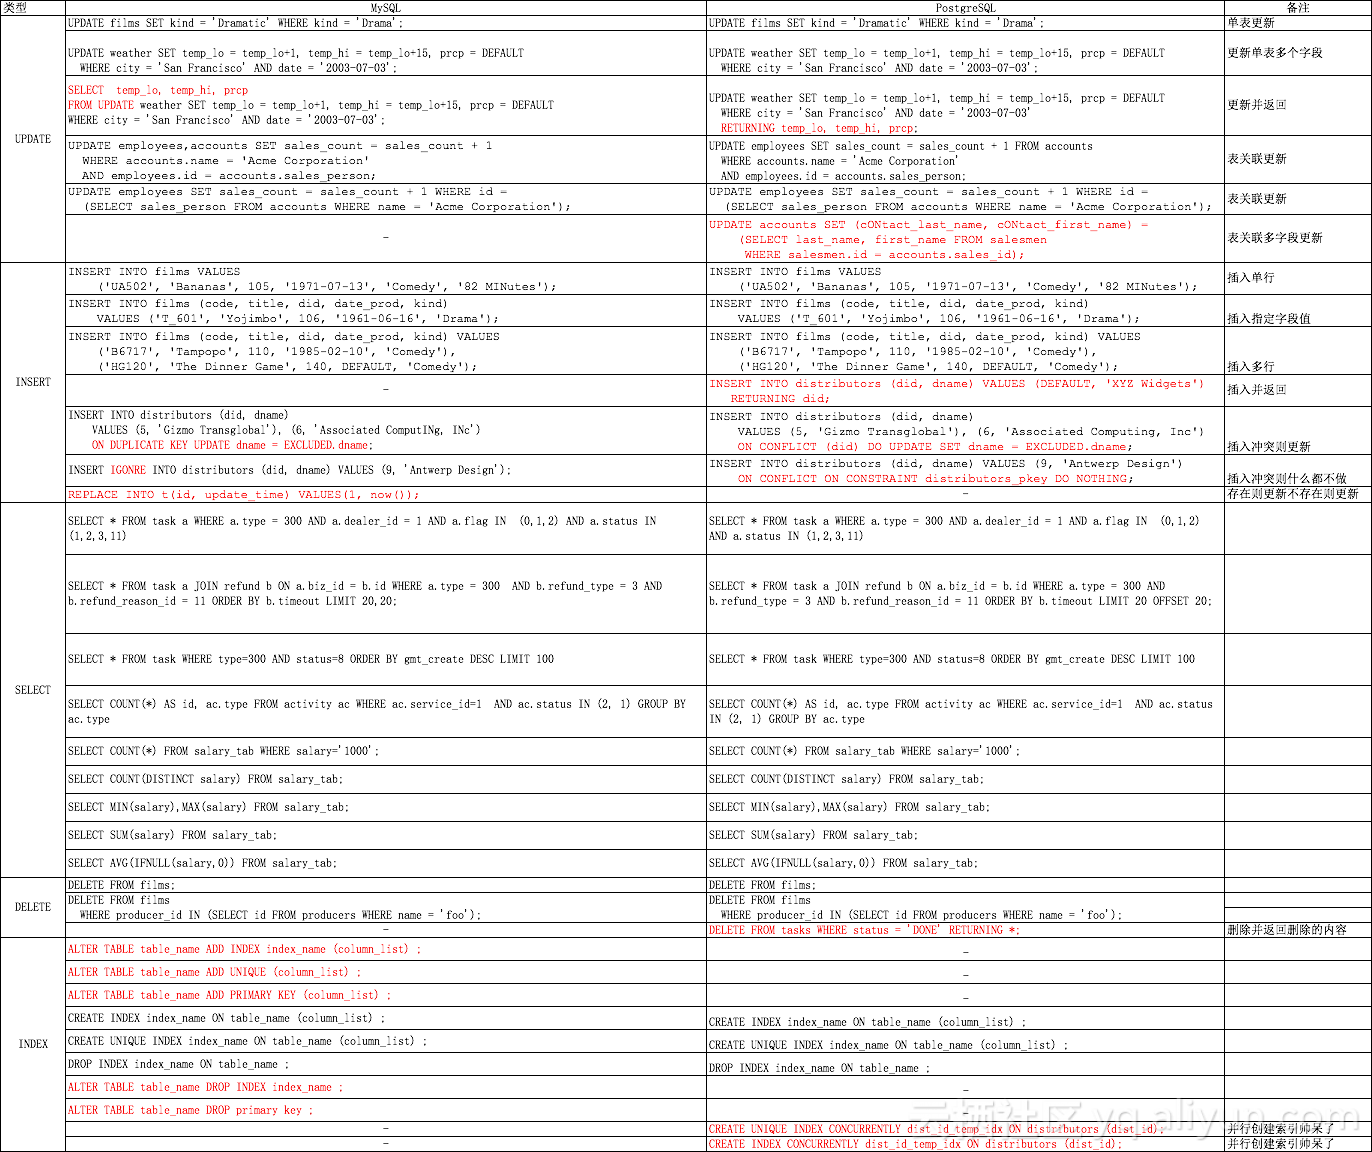 类型 MySQL PostgreSQL 备注
UPDATE
UPDATE films SET kind = 'Dramatic' WHERE kind = 'Drama';
UPDATE films SET kind = 'Dramatic' WHERE kind = 'Drama';
单表更新
UPDATE weather SET temp_lo = temp_lo+1, temp_hi = temp_lo+15, prcp = DEFAULT
WHERE city = 'San Francisco' AND date = '2003-07-03';
UPDATE weather SET temp_lo = temp_lo+1, temp_hi = temp_lo+15, prcp = DEFAULT
WHERE city = 'San Francisco' AND date = '2003-07-03';
更新单表多个字段
SELECT temp_lo, temp_hi, prcp
FROM UPDATE weather SET temp_lo = temp_lo+1, temp_hi = temp_lo+15, prcp = DEFAULT
WHERE city = 'San Francisco' AND date = '2003-07-03';
UPDATE weather SET temp_lo = temp_lo+1, temp_hi = temp_lo+15, prcp = DEFAULT
WHERE city = 'San Francisco' AND date = '2003-07-03'
RETURNING temp_lo, temp_hi, prcp;
更新并返回
UPDATE employees,accounts SET sales_count = sales_count + 1
WHERE accounts.name = 'Acme Corporation'
AND employees.id = accounts.sales_person;
UPDATE employees SET sales_count = sales_count + 1 FROM accounts
WHERE accounts.name = 'Acme Corporation'
AND employees.id = accounts.sales_person;
表关联更新
UPDATE employees SET sales_count = sales_count + 1 WHERE id =
(SELECT sales_person FROM accounts WHERE name = 'Acme Corporation');
UPDATE employees SET sales_count = sales_count + 1 WHERE id =
(SELECT sales_person FROM accounts WHERE name = 'Acme Corporation');
表关联更新
-
UPDATE accounts SET (cONtact_last_name, cONtact_first_name) =
(SELECT last_name, first_name FROM salesmen
WHERE salesmen.id = accounts.sales_id);
表关联多字段更新
INSERT
INSERT INTO films VALUES
('UA502', 'Bananas', 105, '1971-07-13', 'Comedy', '82 MINutes');
INSERT INTO films VALUES
('UA502', 'Bananas', 105, '1971-07-13', 'Comedy', '82 MINutes');
插入单行
INSERT INTO films (code, title, did, date_prod, kind)
VALUES ('T_601', 'Yojimbo', 106, '1961-06-16', 'Drama');
INSERT INTO films (code, title, did, date_prod, kind)
VALUES ('T_601', 'Yojimbo', 106, '1961-06-16', 'Drama');
插入指定字段值
INSERT INTO films (code, title, did, date_prod, kind) VALUES
('B6717', 'Tampopo', 110, '1985-02-10', 'Comedy'),
('HG120', 'The Dinner Game', 140, DEFAULT, 'Comedy');
INSERT INTO films (code, title, did, date_prod, kind) VALUES
('B6717', 'Tampopo', 110, '1985-02-10', 'Comedy'),
('HG120', 'The Dinner Game', 140, DEFAULT, 'Comedy');
插入多行
-
INSERT INTO distributors (did, dname) VALUES (DEFAULT, 'XYZ Widgets')
RETURNING did;
插入并返回
INSERT INTO distributors (did, dname)
VALUES (5, 'Gizmo Transglobal'), (6, 'Associated ComputINg, INc')
ON DUPLICATE KEY UPDATE dname = EXCLUDED.dname;
INSERT INTO distributors (did, dname)
VALUES (5, 'Gizmo Transglobal'), (6, 'Associated Computing, Inc')
ON CONFLICT (did) DO UPDATE SET dname = EXCLUDED.dname;
插入冲突则更新
INSERT IGONRE INTO distributors (did, dname) VALUES (9, 'Antwerp Design');
INSERT INTO distributors (did, dname) VALUES (9, 'Antwerp Design')
ON CONFLICT ON CONSTRAINT distributors_pkey DO NOTHING;
插入冲突则什么都不做
REPLACE INTO t(id, update_time) VALUES(1, now());
-
存在则更新不存在则更新
SELECT
SELECT * FROM task a WHERE a.type = 300 AND a.dealer_id = 1 AND a.flag IN (0,1,2) AND a.status IN
(1,2,3,11)
SELECT * FROM task a WHERE a.type = 300 AND a.dealer_id = 1 AND a.flag IN (0,1,2)
AND a.status IN (1,2,3,11)
SELECT * FROM task a JOIN refund b ON a.biz_id = b.id WHERE a.type = 300 AND b.refund_type = 3 AND
b.refund_reason_id = 11 ORDER BY b.timeout LIMIT 20,20;
SELECT * FROM task a JOIN refund b ON a.biz_id = b.id WHERE a.type = 300 AND
b.refund_type = 3 AND b.refund_reason_id = 11 ORDER BY b.timeout LIMIT 20 OFFSET 20;
SELECT * FROM task WHERE type=300 AND status=8 ORDER BY gmt_create DESC LIMIT 100
SELECT * FROM task WHERE type=300 AND status=8 ORDER BY gmt_create DESC LIMIT 100
SELECT COUNT(*) AS id, ac.type FROM activity ac WHERE ac.service_id=1 AND ac.status IN (2, 1) GROUP BY
ac.type
SELECT COUNT(*) AS id, ac.type FROM activity ac WHERE ac.service_id=1 AND ac.status
IN (2, 1) GROUP BY ac.type
SELECT COUNT(*) FROM salary_tab WHERE salary='1000';
SELECT COUNT(*) FROM salary_tab WHERE salary='1000';
SELECT COUNT(DISTINCT salary) FROM salary_tab;
SELECT COUNT(DISTINCT salary) FROM salary_tab;
SELECT MIN(salary),MAX(salary) FROM salary_tab;
SELECT MIN(salary),MAX(salary) FROM salary_tab;
SELECT SUM(salary) FROM salary_tab;
SELECT SUM(salary) FROM salary_tab;
SELECT AVG(IFNULL(salary,0)) FROM salary_tab;
SELECT AVG(IFNULL(salary,0)) FROM salary_tab;
DELETE
DELETE FROM films;
DELETE FROM films;
DELETE FROM films
WHERE producer_id IN (SELECT id FROM producers WHERE name = 'foo');
DELETE FROM films
WHERE producer_id IN (SELECT id FROM producers WHERE name = 'foo');
-
DELETE FROM tasks WHERE status = 'DONE' RETURNING *;
删除并返回删除的内容
INDEX
ALTER TABLE table_name ADD INDEX index_name (column_list) ;
-
ALTER TABLE table_name ADD UNIQUE (column_list) ;
-
ALTER TABLE table_name ADD PRIMARY KEY (column_list) ;
-
CREATE INDEX index_name ON table_name (column_list) ;
CREATE INDEX index_name ON table_name (column_list) ;
CREATE UNIQUE INDEX index_name ON table_name (column_list) ;
CREATE UNIQUE INDEX index_name ON table_name (column_list) ;
DROP INDEX index_name ON table_name ;
DROP INDEX index_name ON table_name ;
ALTER TABLE table_name DROP INDEX index_name ;
-
ALTER TABLE table_name DROP primary key ;
-
云栖社区 yq.aliyun.com
-
CREATE UNIQUE INDEX CONCURRENTLY dist_id_temp_idx ON distributors (dist_id);
并行创建索引帅呆了
-
CREATE INDEX CONCURRENTLY dist_id_temp_idx ON distributors (dist_id);
并行创建索引帅呆了